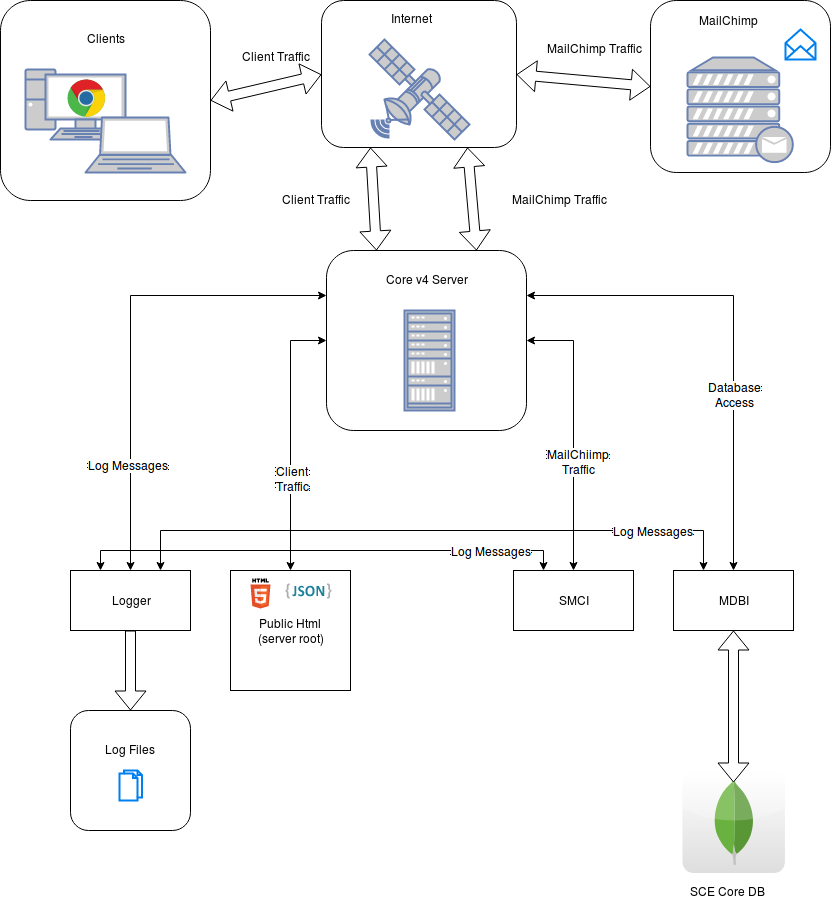 Clients
Client Traffic
Internet
MailChimp Traffic
MailChimp
Client Traffic
MailChimp Traffic
Core v4 Server
Database
Access
Log Messages
Client
Traffic
MailChiimp
Traffic
Log Messages
Log Messages
Logger
HTML
5
{JSON}
Public Html
(server root)
SMCI
MDBI
Log Files
SCE Core DB